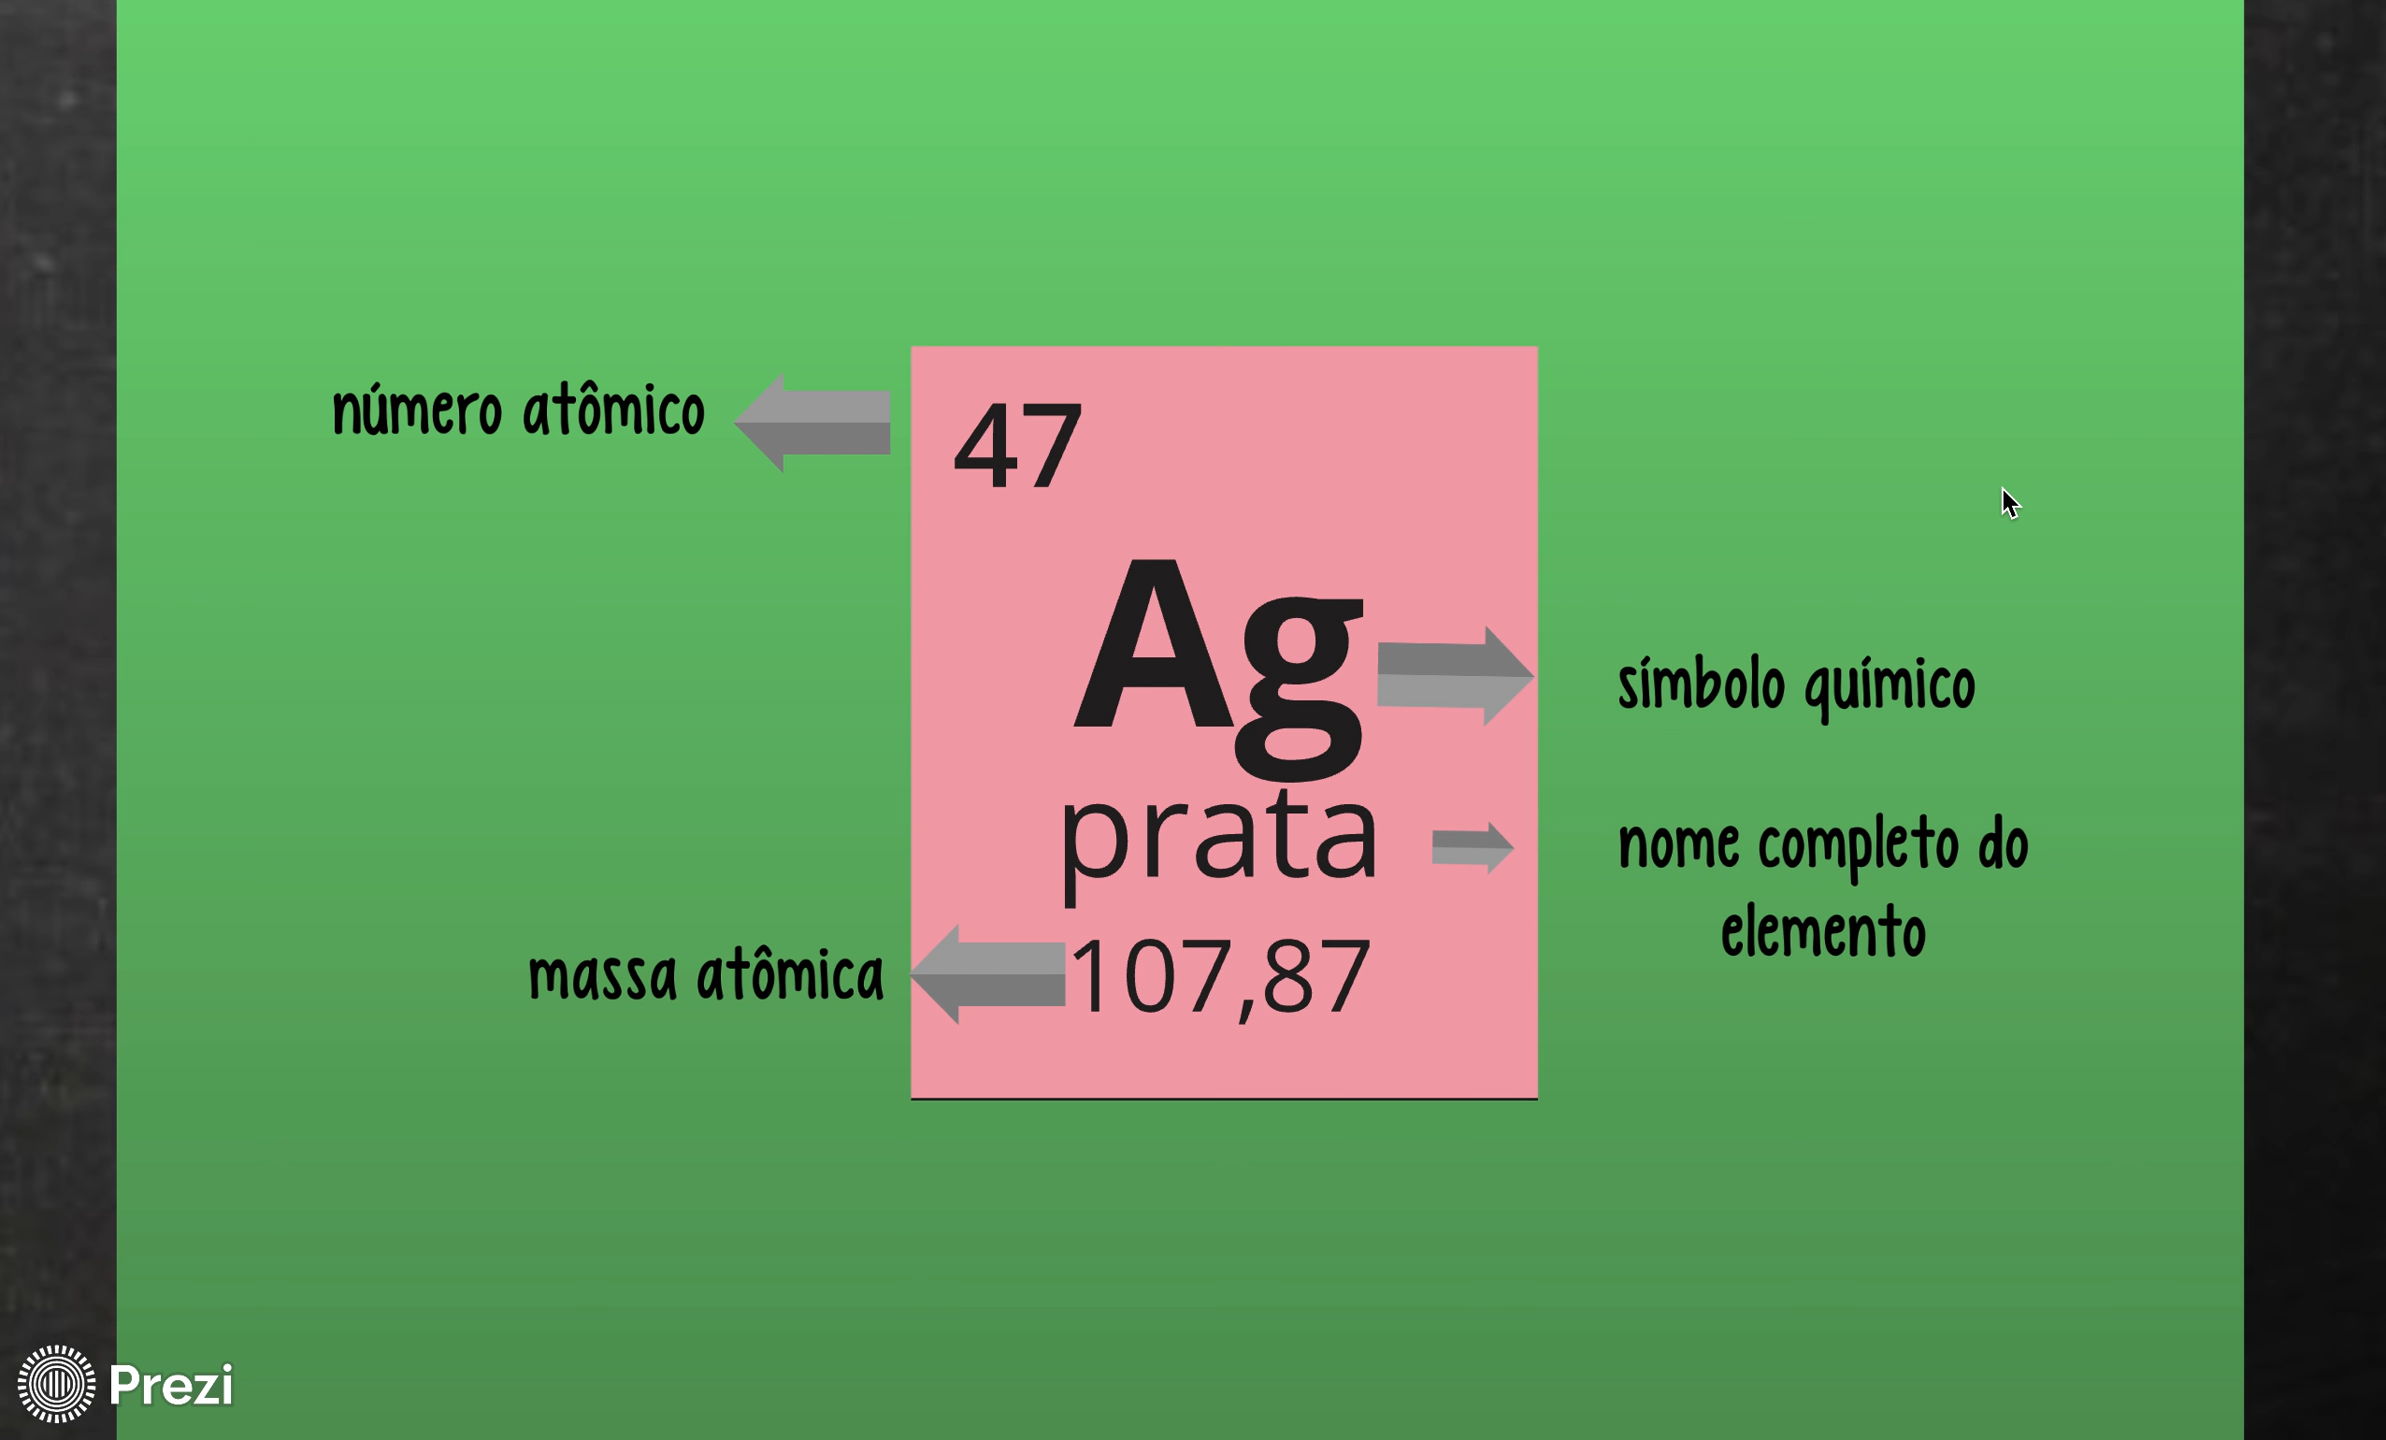 número atômico
47
Ag
símbolo químico
prata
nome completo do
elemento
massa atômica
107,87
Prezi